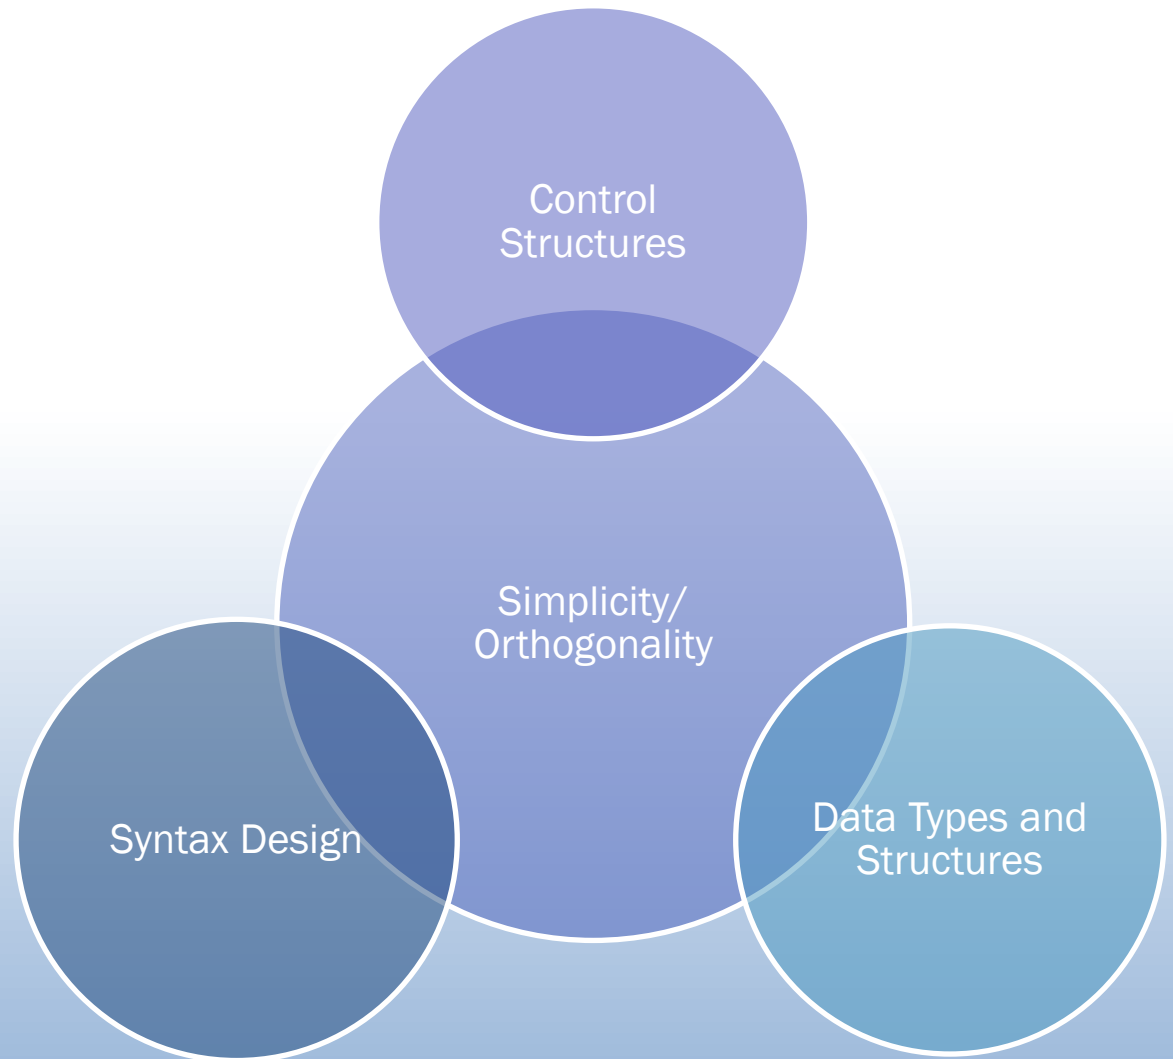 Control
Structures
Simplicity/
Orthogonality
Syntax Design
Data Types and
Structures